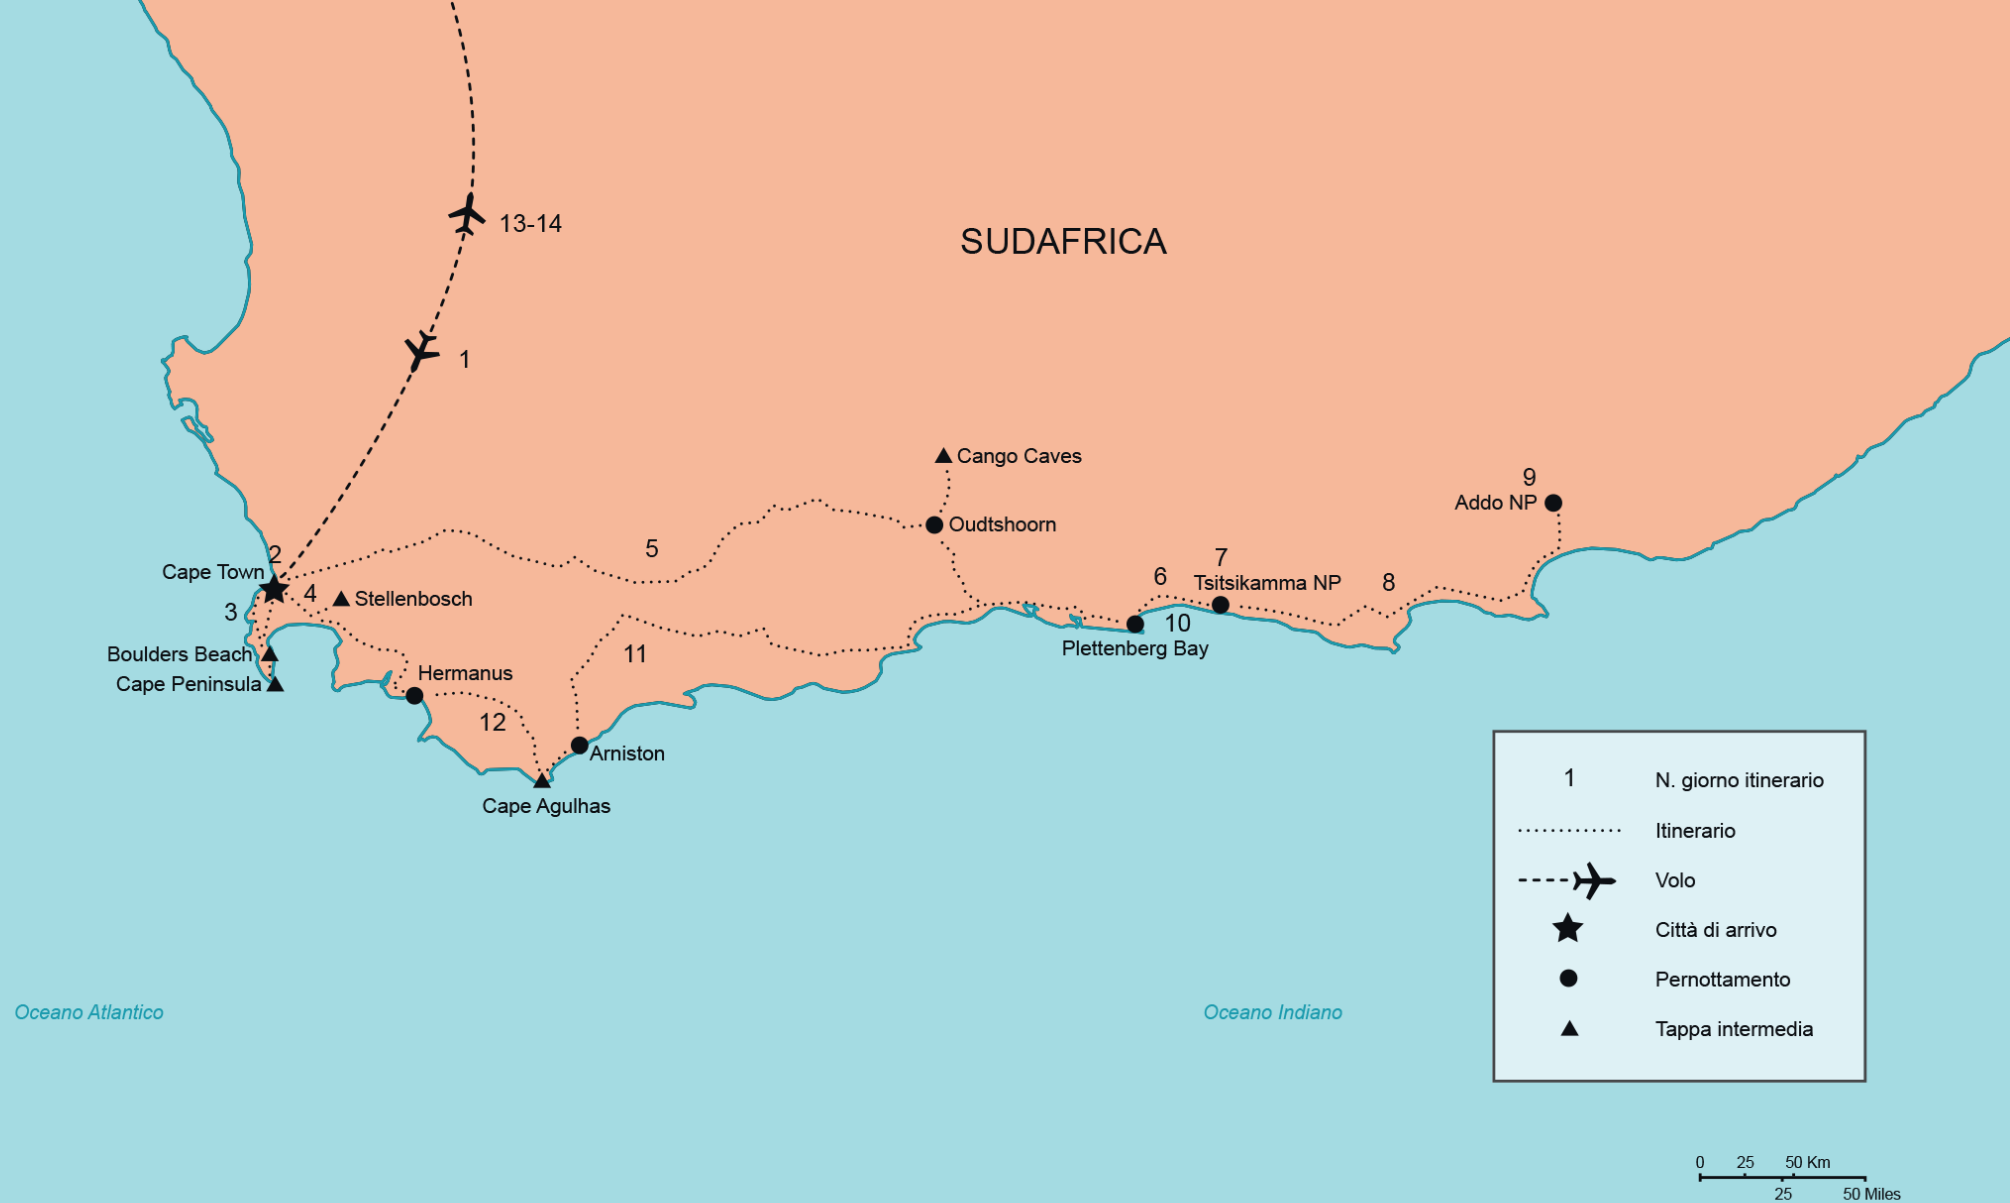 13-14
SUDAFRICA
1
Cango Caves
9
Addo NP
Oudtshoorn
2
5
7
Cape Town
6
Tsitsikamma NP
8
4
Stellenbosch
3
10
Plettenberg Bay
Boulders Beach
11
Cape Peninsula
Hermanus
12
Arniston
Cape Agulhas
1
N. giorno itinerario
Itinerario
Volo
Città di arrivo
Pernottamento
Tappa intermedia
Oceano Atlantico
Oceano Indiano
0 25 50 Km
25 50 Miles